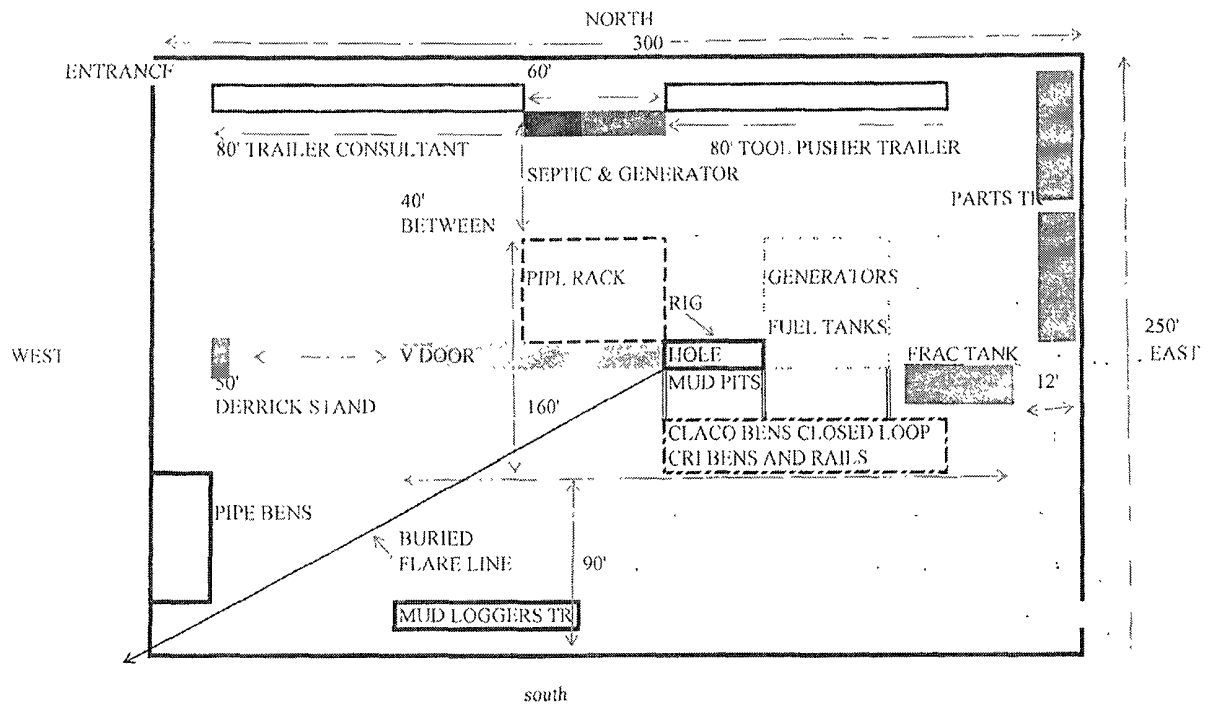 NORTH
300
ENTRANCE
60'
80' TRAILER CONSULTANT
80' TOOL PUSHER TRAILER
SEPTIC & GENERATOR
PARTS TR
40'
BETWEEN
PIPE RACK
GENERATORS
RIG
FUEL TANKS
250'
WEST
V DOOR
HOLE
FRAC TANK
EAST
50'
MUD PITS
12'
DERRICK STAND
160'
CLACO BENS CLOSED LOOP
CRI BENS AND RAILS
PIPE BENS
BURIED
FLARE LINE
90'
MUD LOGGERS TR
south